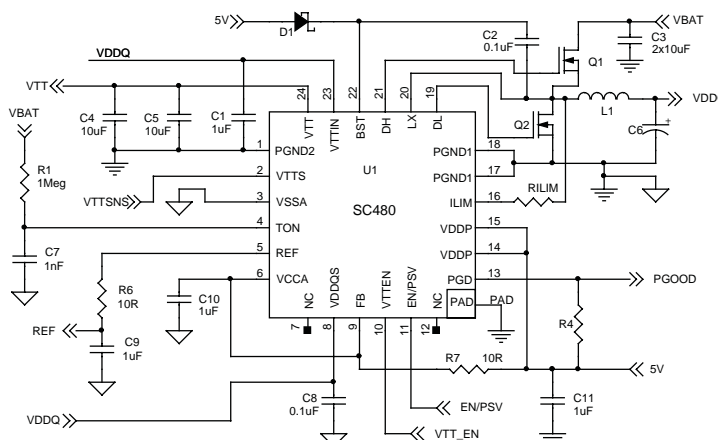 5V
D1
C2
0.1uF
VBAT
C3
2x10uF
Q1
VDDQ
VTT
VBAT
C4
10uF
C5
10uF
C1
1uF
24
23
22
21
20
19
VTT
VTTIN
BST
DH
LX
DL
Q2
L1
VDD
C6
+
R1
1Meg
VTTSNS
1
PGND2
2
VTTS
3
VSSA
4
TON
5
REF
6
VCCA
U1
SC480
PGND1
18
PGND1
17
ILIM
16
RILIM
VDDP
15
VDDP
14
PGD
13
PGOOD
PAD
PAD
C7
1nF
R6
10R
REF
C9
1uF
C10
1uF
NC
VDDQS
FB
VTTEN
EN/PSV
NC
7
8
9
10
11
12
R4
R7
10R
5V
C8
0.1uF
C11
1uF
EN/PSV
VDDQ
VTT_EN